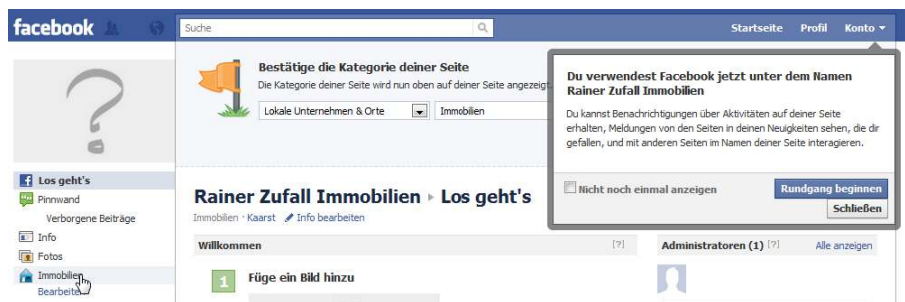 facebook
Suche
Startseite Profil Konto
Bestätige die Kategorie deiner Seite
Die Kategorie deiner Seite wird nun oben auf deiner Seite angezeigt.
Lokale Unternehmen & Orte Immobilien
Du verwendest Facebook jetzt unter dem Namen
Rainer Zufall Immobilien
Du kannst Benachrichtigungen über Aktivitäten auf deiner Seite
erhalten, Meldungen von den Seiten in deinen Neuigkeiten sehen, die dir
gefallen, und mit anderen Seiten im Namen deiner Seite interagieren.
Nicht noch einmal anzeigen
Rundgang beginnen
Schließen
?
Los geht's
Pinnwand
Verborgene Beiträge
Info
Fotos
Immobilien
Bearbeiten
Rainer Zufall Immobilien ▸ Los geht's
Immobilien · Kaarst Info bearbeiten
Willkommen [?]
1 Füge ein Bild hinzu
Administratoren (1) [?] Alle anzeigen